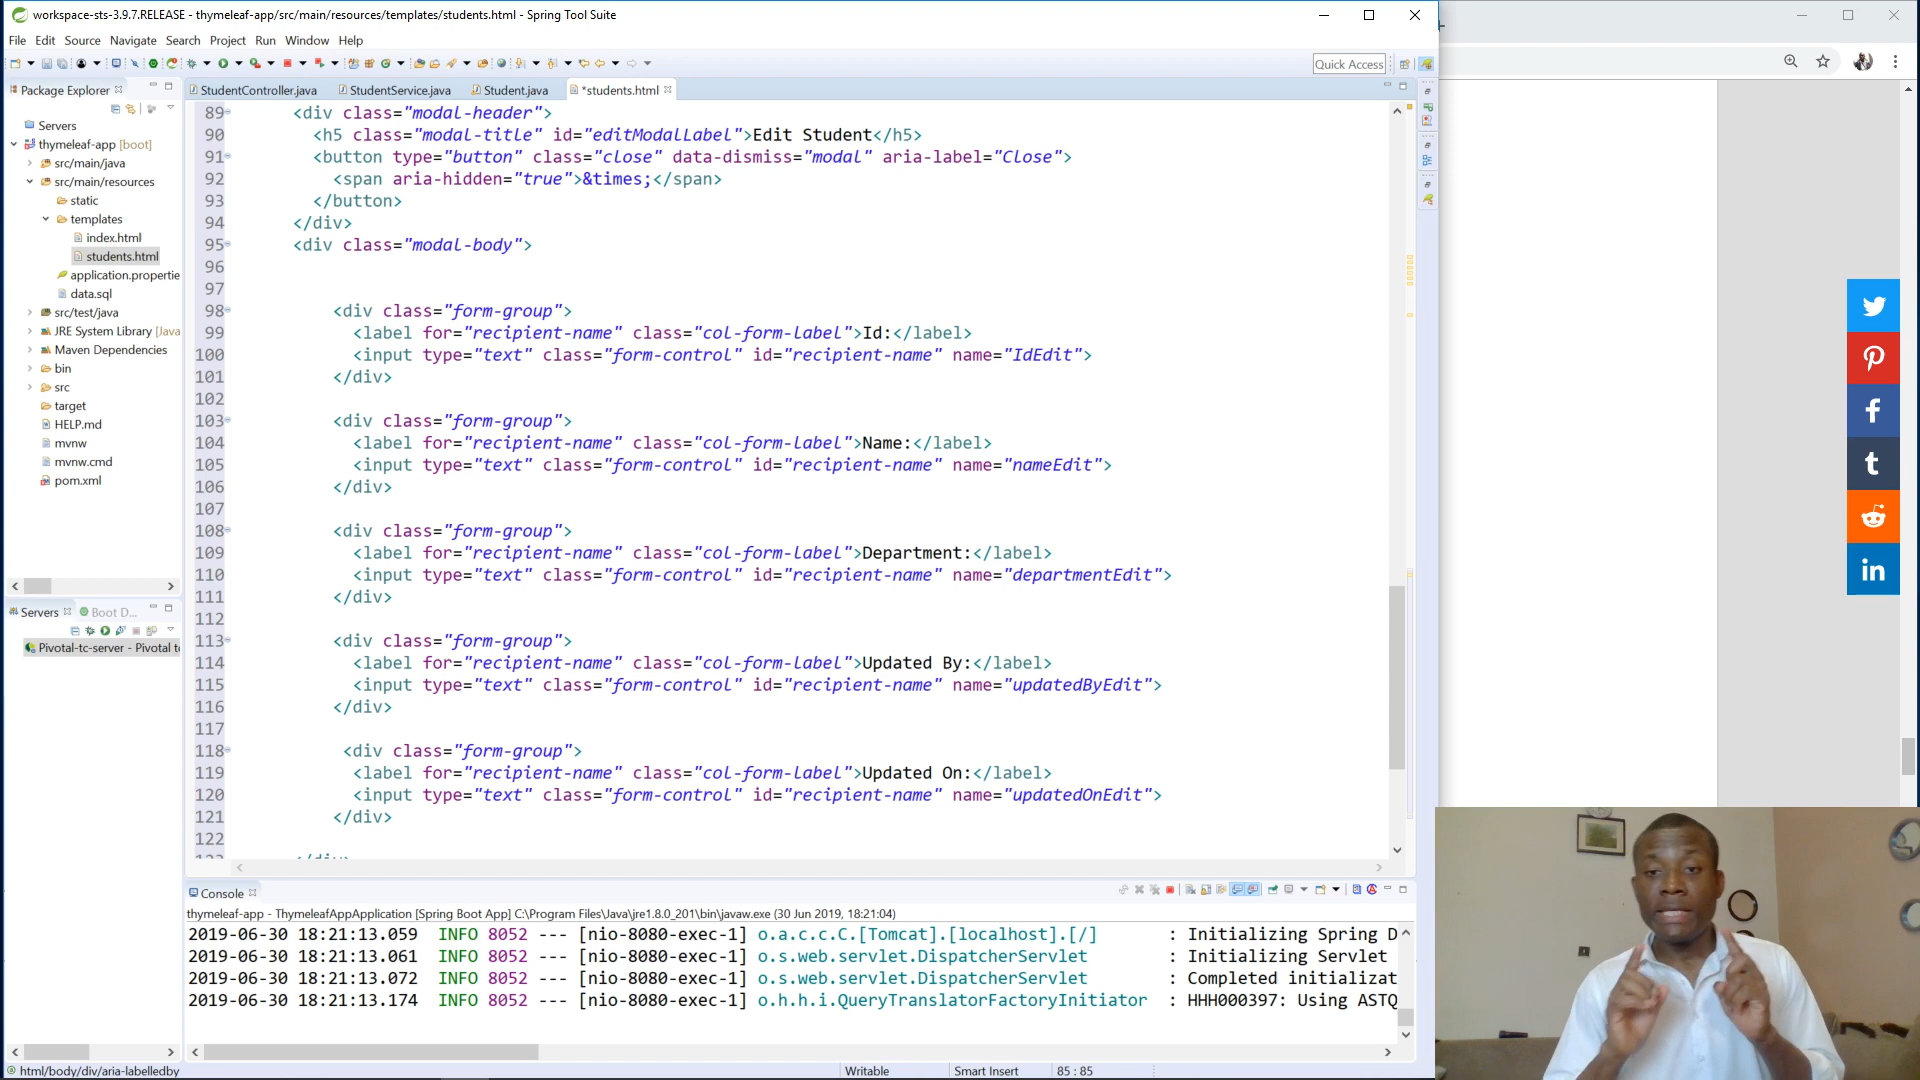 workspace-sts-3.9.7.RELEASE - thymeleaf-app/src/main/resources/templates/students.html - Spring Tool Suite
File Edit Source Navigate Search Project Run Window Help
Quick Access
Package Explorer
Servers
thymeleaf-app [boot]
src/main/java
src/main/resources
static
templates
index.html
students.html
application.propertie
data.sql
src/test/java
JRE System Library [Java
Maven Dependencies
bin
src
target
HELP.md
mvnw
mvnw.cmd
pom.xml
Servers Boot D...
Pivotal-tc-server - Pivotal t
StudentController.java StudentService.java Student.java *students.html
89 <div class="modal-header">
90 <h5 class="modal-title" id="editModalLabel">Edit Student</h5>
91 <button type="button" class="close" data-dismiss="modal" aria-label="Close">
92 <span aria-hidden="true">&times;</span>
93 </button>
94 </div>
95 <div class="modal-body">
96
97
98 <div class="form-group">
99 <label for="recipient-name" class="col-form-label">Id:</label>
100 <input type="text" class="form-control" id="recipient-name" name="IdEdit">
101 </div>
102
103 <div class="form-group">
104 <label for="recipient-name" class="col-form-label">Name:</label>
105 <input type="text" class="form-control" id="recipient-name" name="nameEdit">
106 </div>
107
108 <div class="form-group">
109 <label for="recipient-name" class="col-form-label">Department:</label>
110 <input type="text" class="form-control" id="recipient-name" name="departmentEdit">
111 </div>
112
113 <div class="form-group">
114 <label for="recipient-name" class="col-form-label">Updated By:</label>
115 <input type="text" class="form-control" id="recipient-name" name="updatedByEdit">
116 </div>
117
118 <div class="form-group">
119 <label for="recipient-name" class="col-form-label">Updated On:</label>
120 <input type="text" class="form-control" id="recipient-name" name="updatedOnEdit">
121 </div>
122
Console
thymeleaf-app - ThymeleafAppApplication [Spring Boot App] C:\Program Files\Java\jre1.8.0_201\bin\javaw.exe (30 Jun 2019, 18:21:04)
2019-06-30 18:21:13.059 INFO 8052 --- [nio-8080-exec-1] o.a.c.c.C.[Tomcat].[localhost].[/] : Initializing Spring D
2019-06-30 18:21:13.061 INFO 8052 --- [nio-8080-exec-1] o.s.web.servlet.DispatcherServlet : Initializing Servlet
2019-06-30 18:21:13.072 INFO 8052 --- [nio-8080-exec-1] o.s.web.servlet.DispatcherServlet : Completed initializat
2019-06-30 18:21:13.174 INFO 8052 --- [nio-8080-exec-1] o.h.h.i.QueryTranslatorFactoryInitiator : HHH000397: Using ASTQ
html/body/div/aria-labelledby Writable Smart Insert 85 : 85